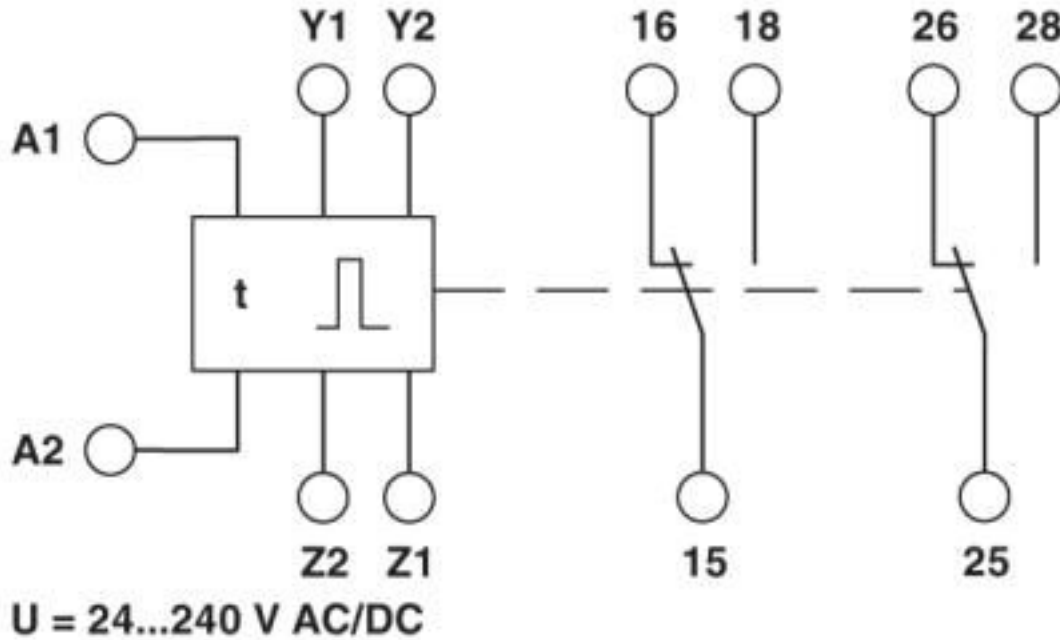 Y1 Y2 16 18 26 28
A1
t
A2
Z2 Z1 15 25
U = 24...240 V AC/DC